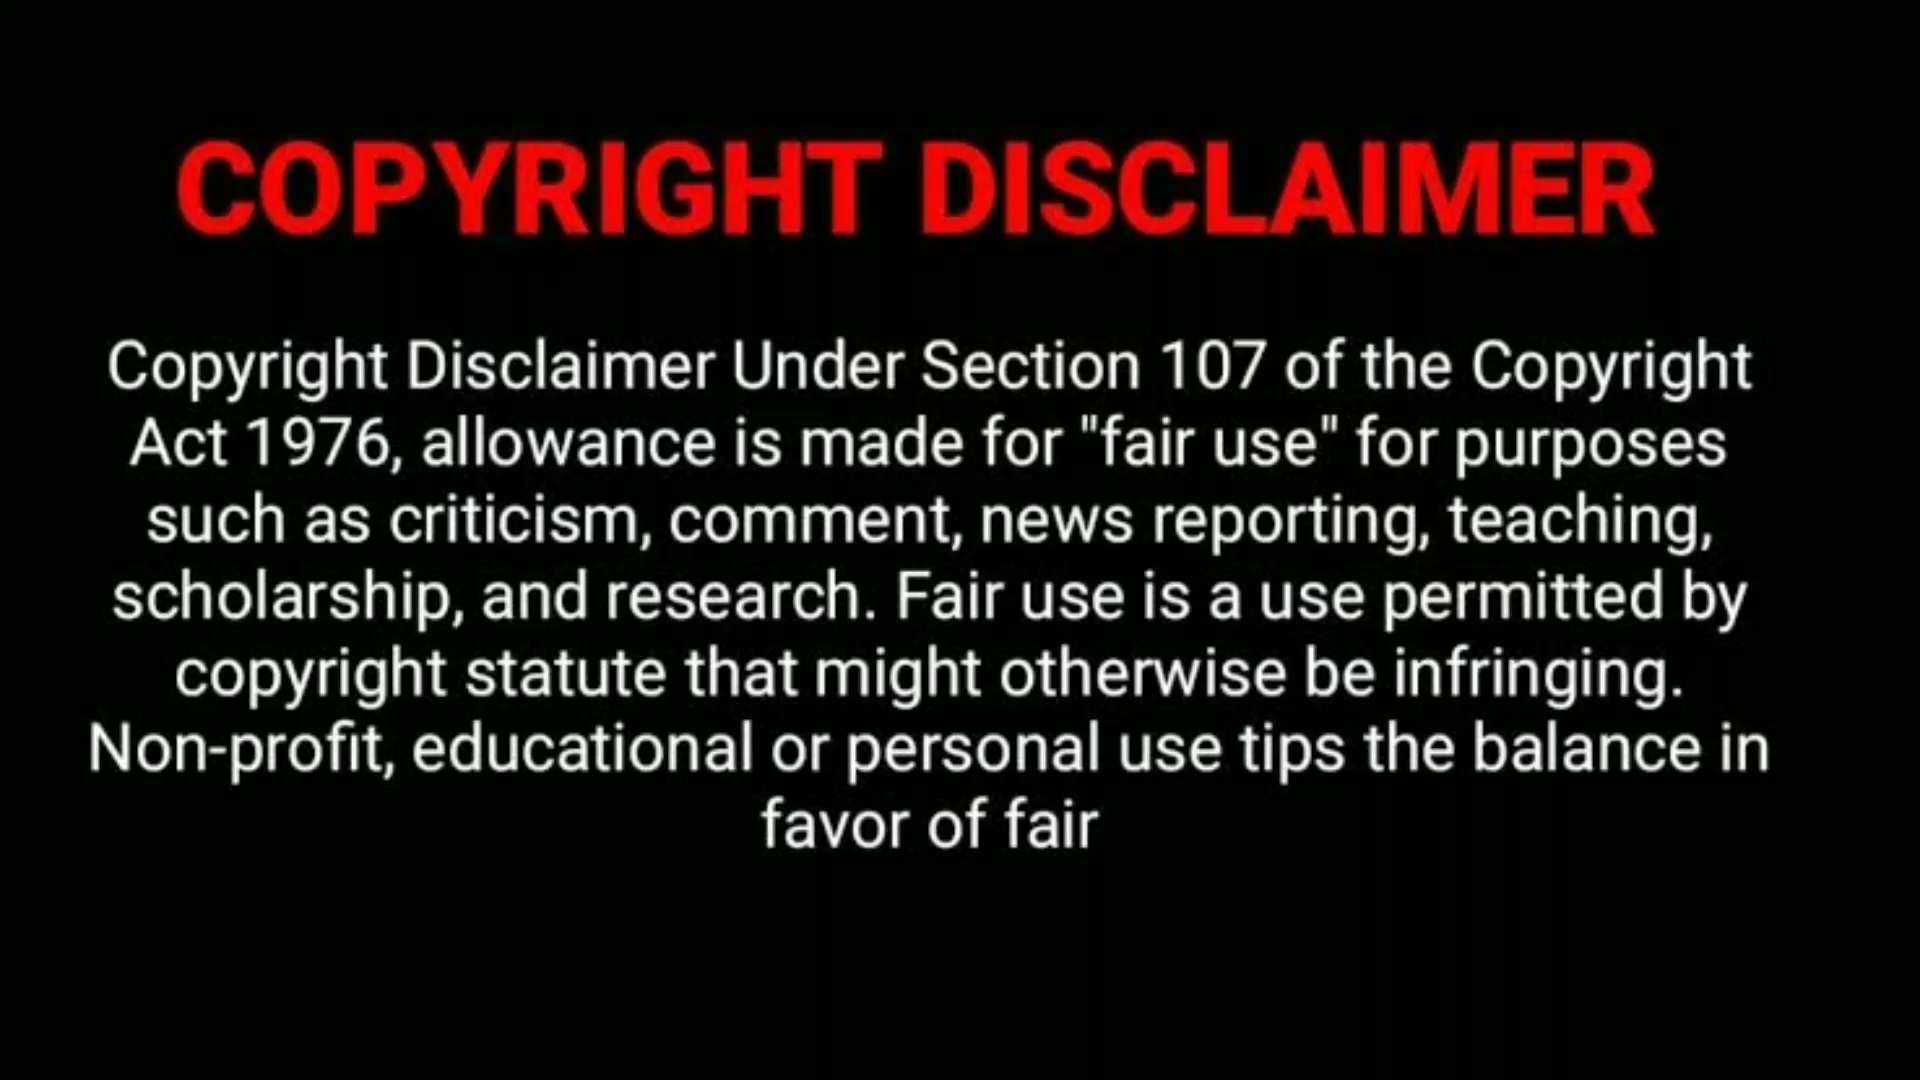 COPYRIGHT DISCLAIMER
Copyright Disclaimer Under Section 107 of the Copyright
Act 1976, allowance is made for "fair use" for purposes
such as criticism, comment, news reporting, teaching,
scholarship, and research. Fair use is a use permitted by
copyright statute that might otherwise be infringing.
Non-profit, educational or personal use tips the balance in
favor of fair